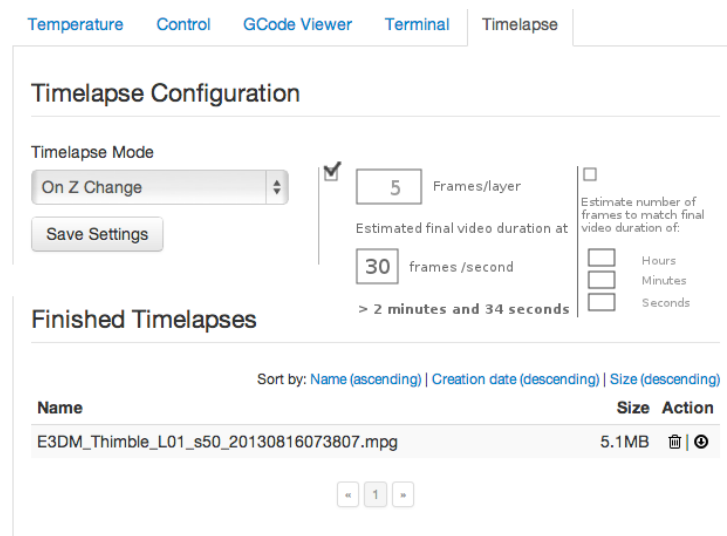 Temperature Control GCode Viewer Terminal Timelapse
Timelapse Configuration
Timelapse Mode
On Z Change
Save Settings
5 Frames/layer
Estimated final video duration at
30 frames /second
> 2 minutes and 34 seconds
Estimate number of
frames to match final
video duration of:
Hours
Minutes
Seconds
Finished Timelapses
Sort by: Name (ascending) | Creation date (descending) | Size (descending)
Name Size Action
E3DM_Thimble_L01_s50_20130816073807.mpg 5.1MB |
« 1 »